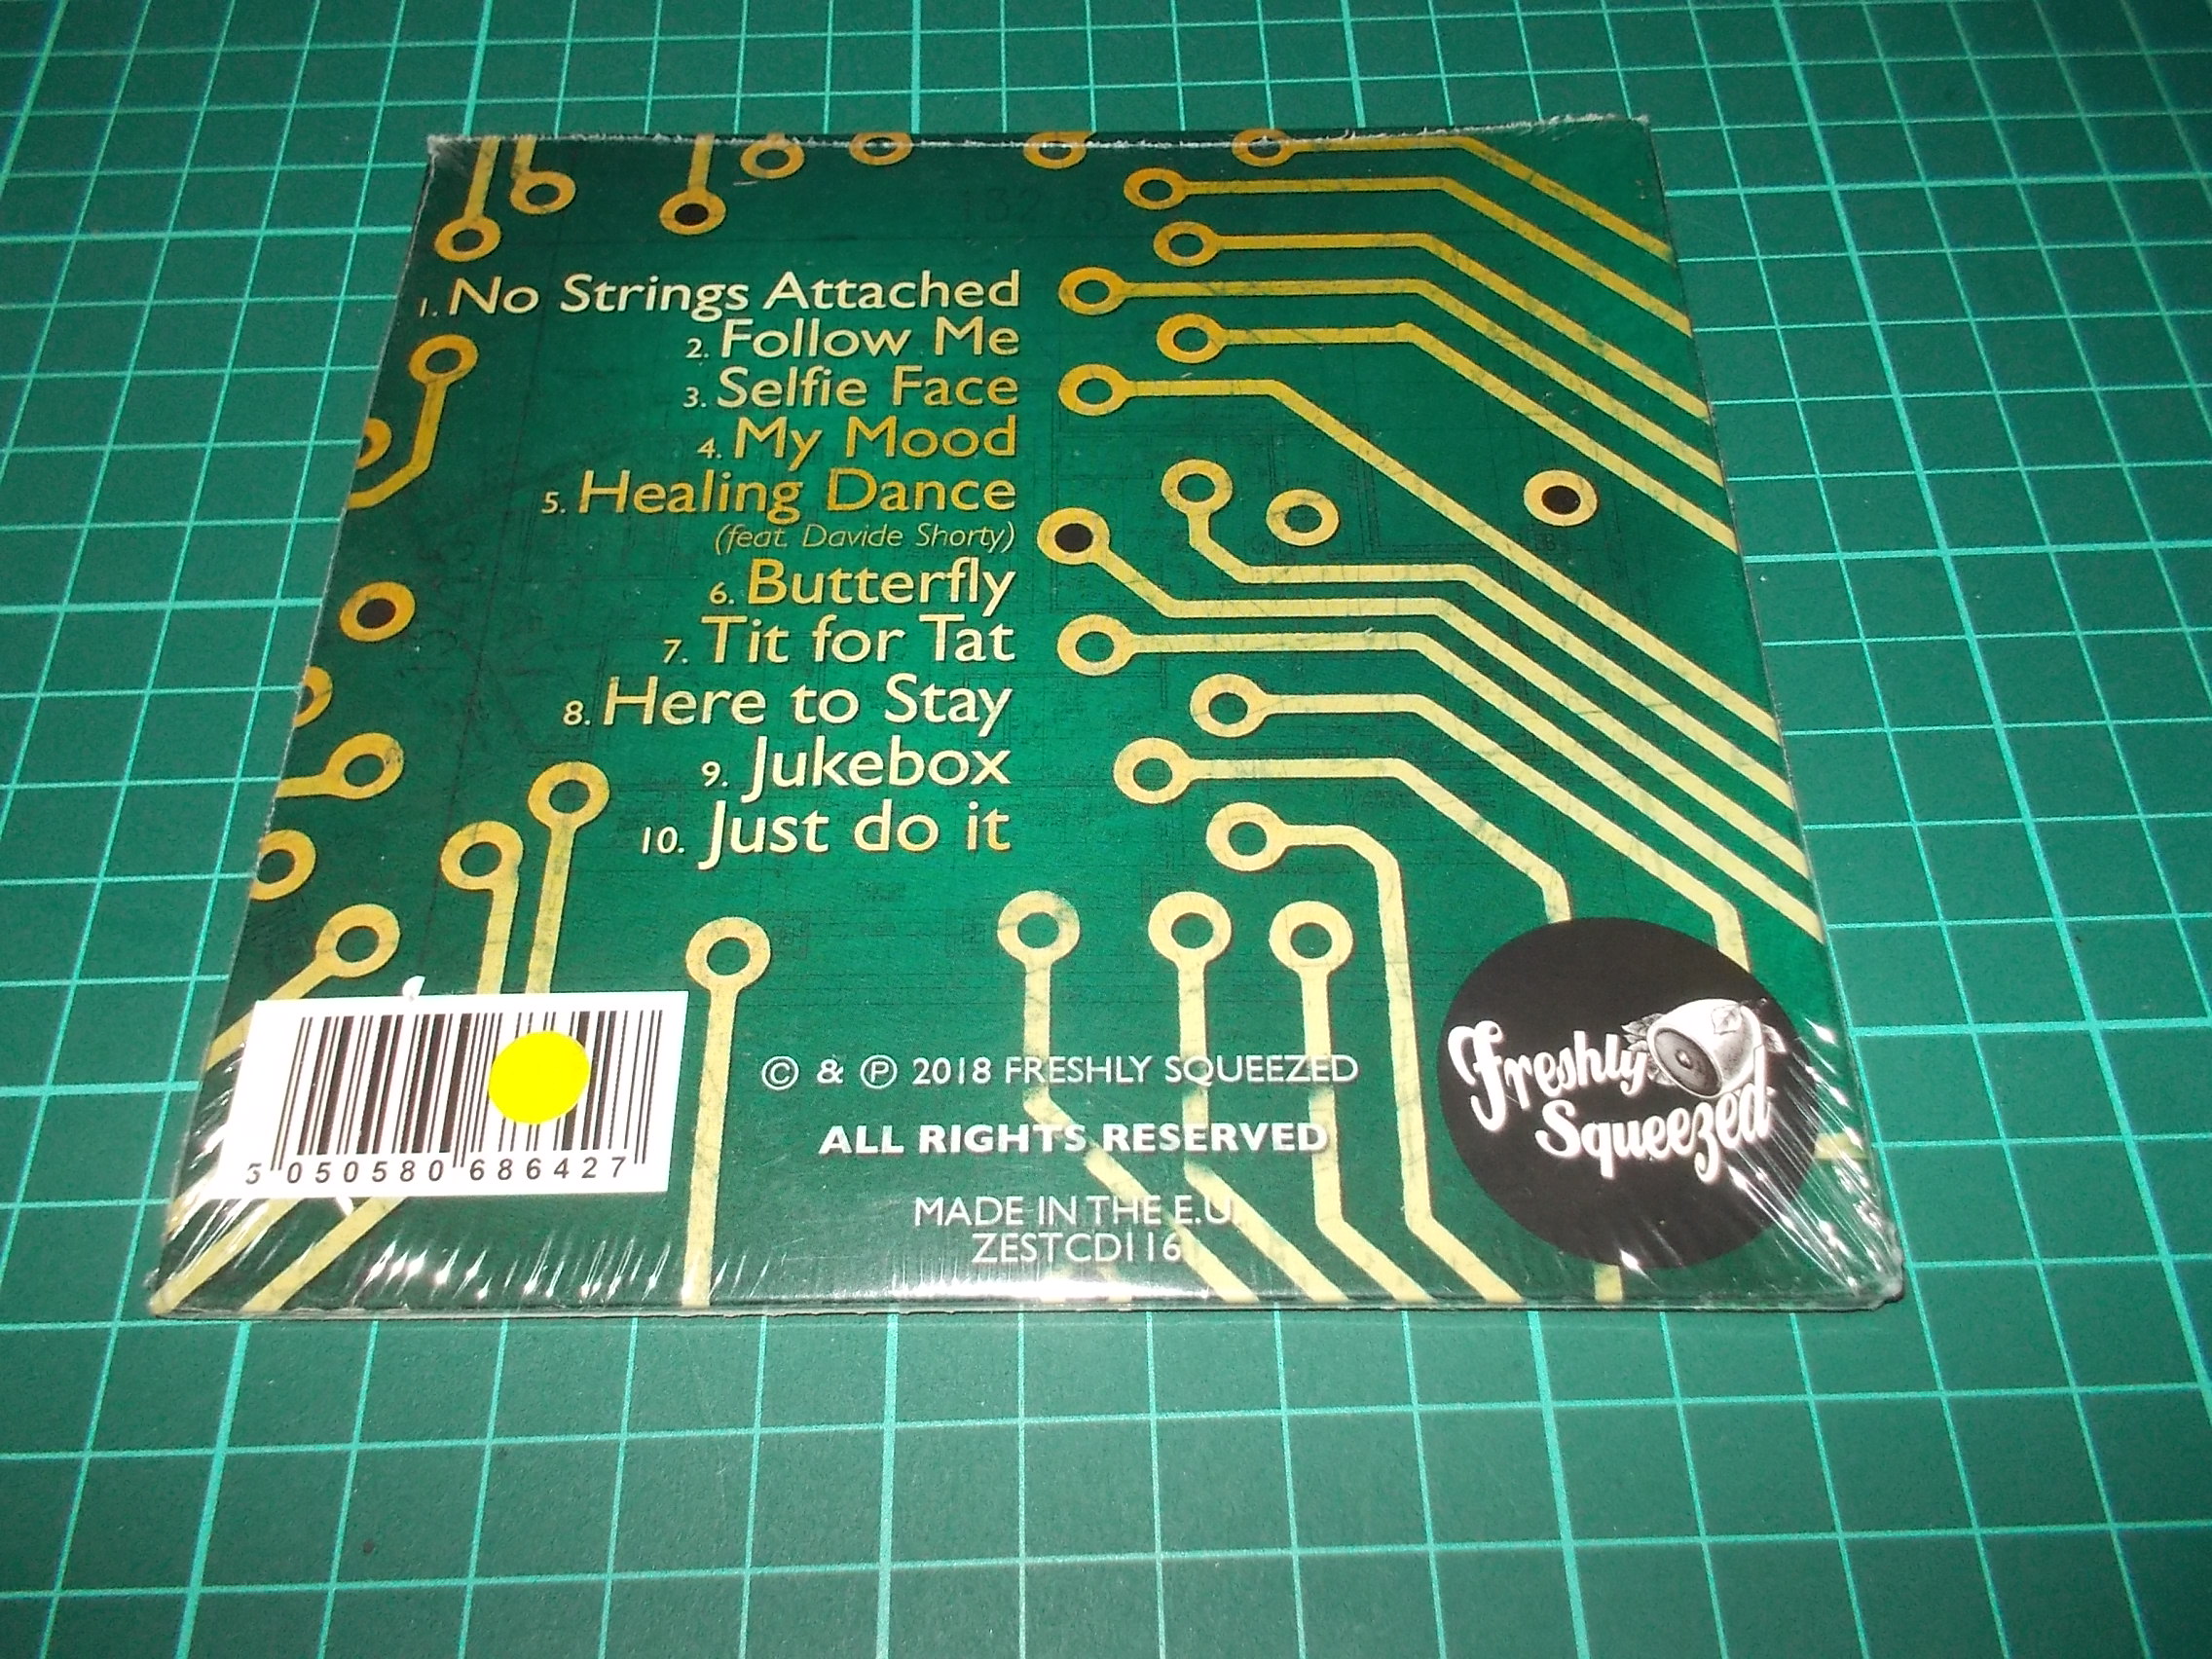 1. No Strings Attached
2. Follow Me
3. Selfie Face
4. My Mood
5. Healing Dance
(feat. Davide Shorty)
6. Butterfly
7. Tit for Tat
8. Here to Stay
9. Jukebox
10. Just do it
5 050580 686427
© & ℗ 2018 FRESHLY SQUEEZED
ALL RIGHTS RESERVED
MADE IN THE E.U.
ZESTCD116
Freshly
Squeezed